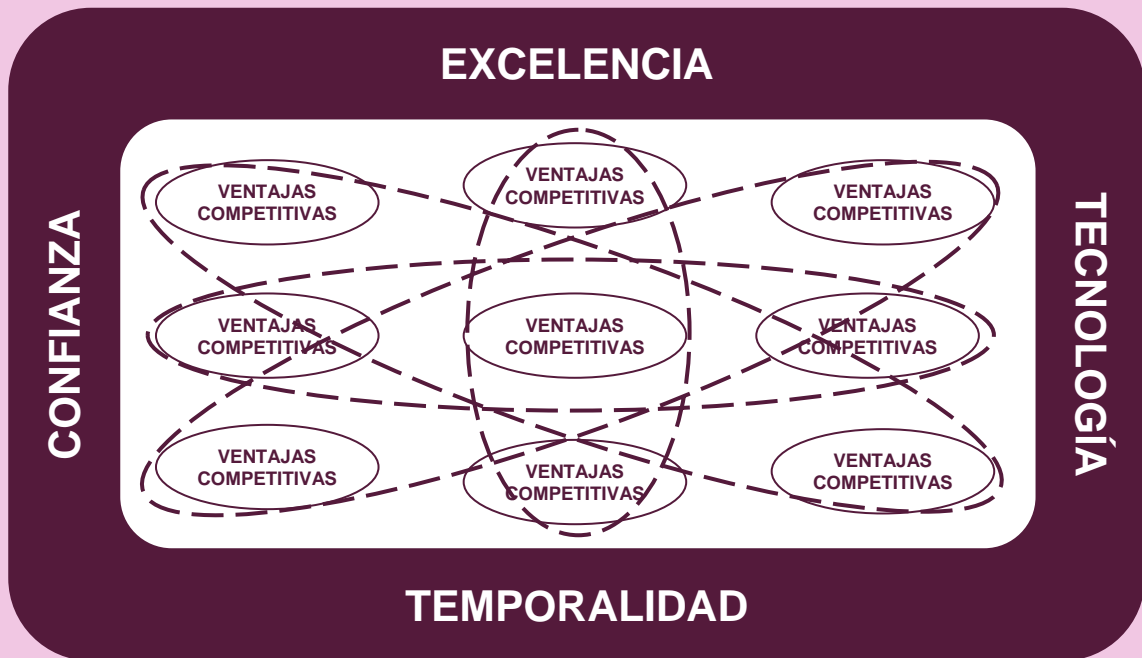 EXCELENCIA
CONFIANZA
TECNOLOGÍA
VENTAJAS
COMPETITIVAS
VENTAJAS
COMPETITIVAS
VENTAJAS
COMPETITIVAS
VENTAJAS
COMPETITIVAS
VENTAJAS
COMPETITIVAS
VENTAJAS
COMPETITIVAS
VENTAJAS
COMPETITIVAS
VENTAJAS
COMPETITIVAS
VENTAJAS
COMPETITIVAS
TEMPORALIDAD